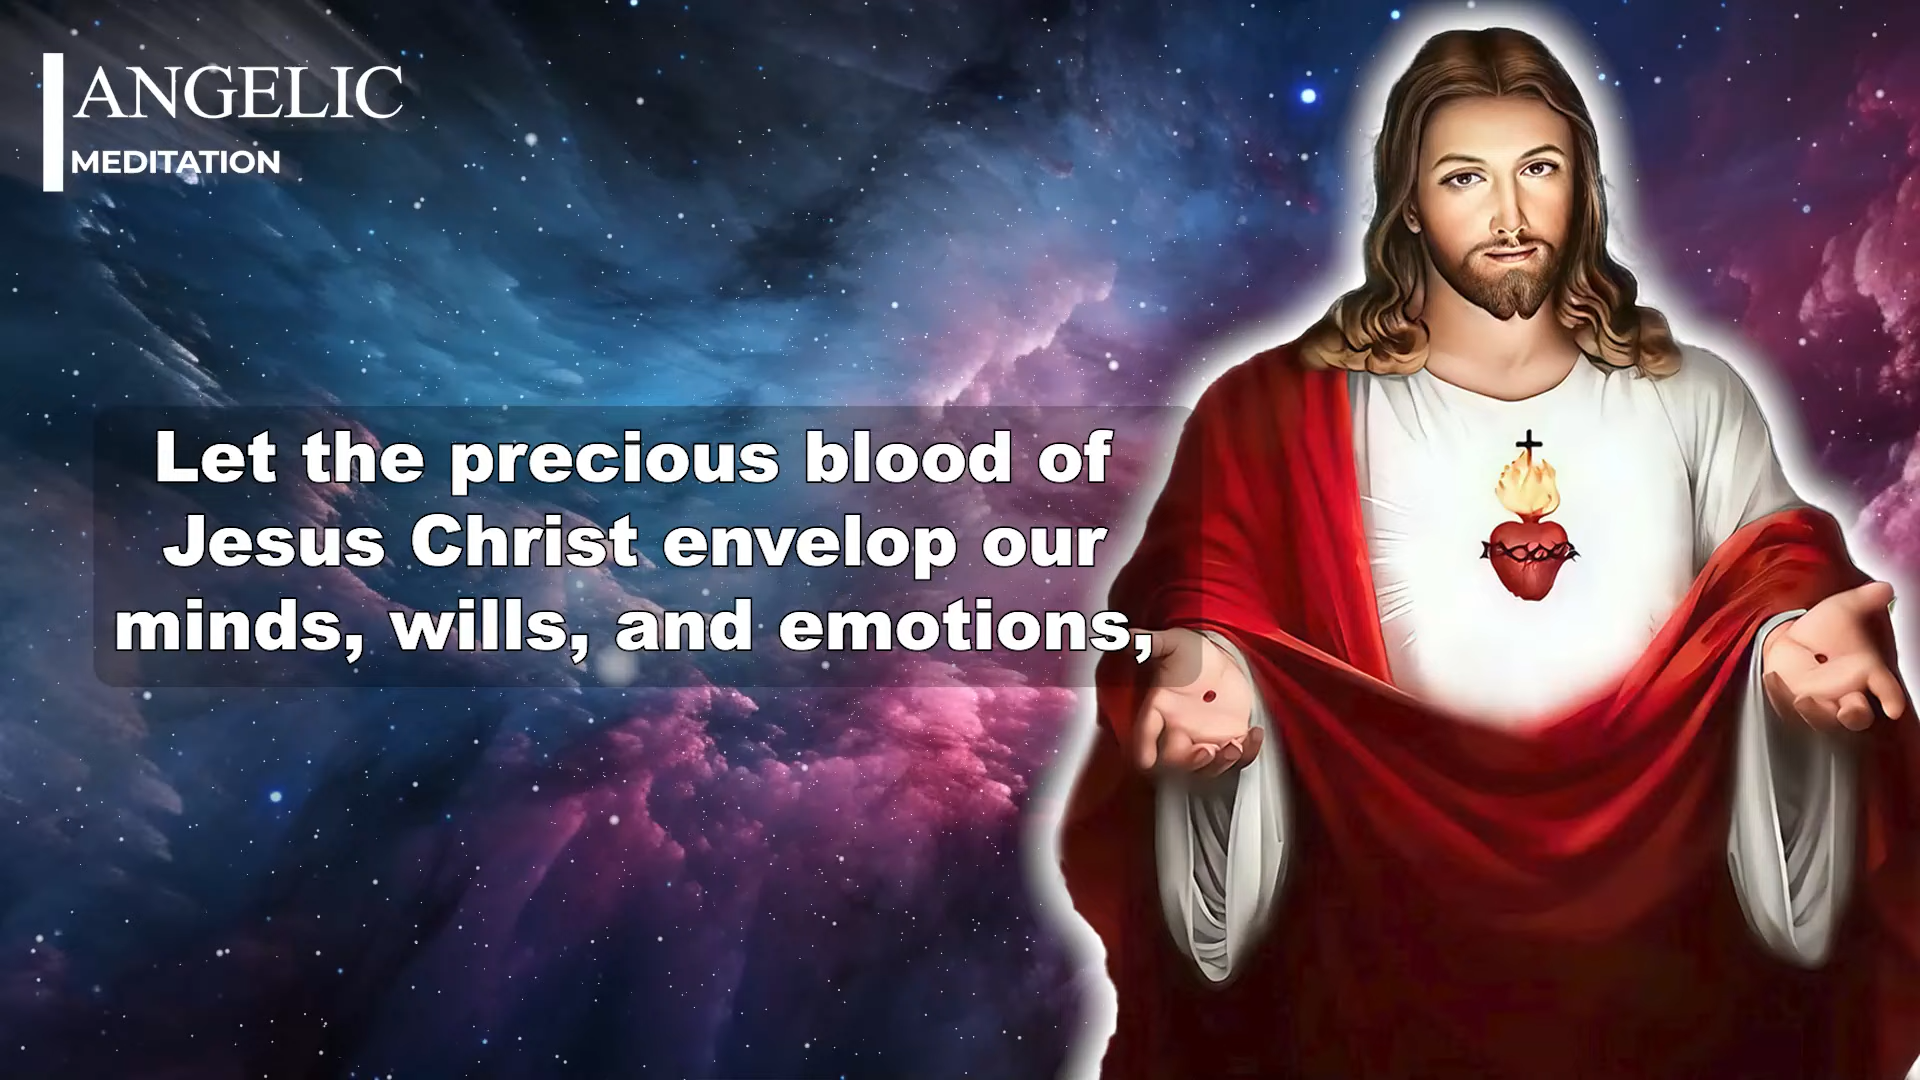 ANGELIC
MEDITATION
Let the precious blood of
Jesus Christ envelop our
minds, wills, and emotions,